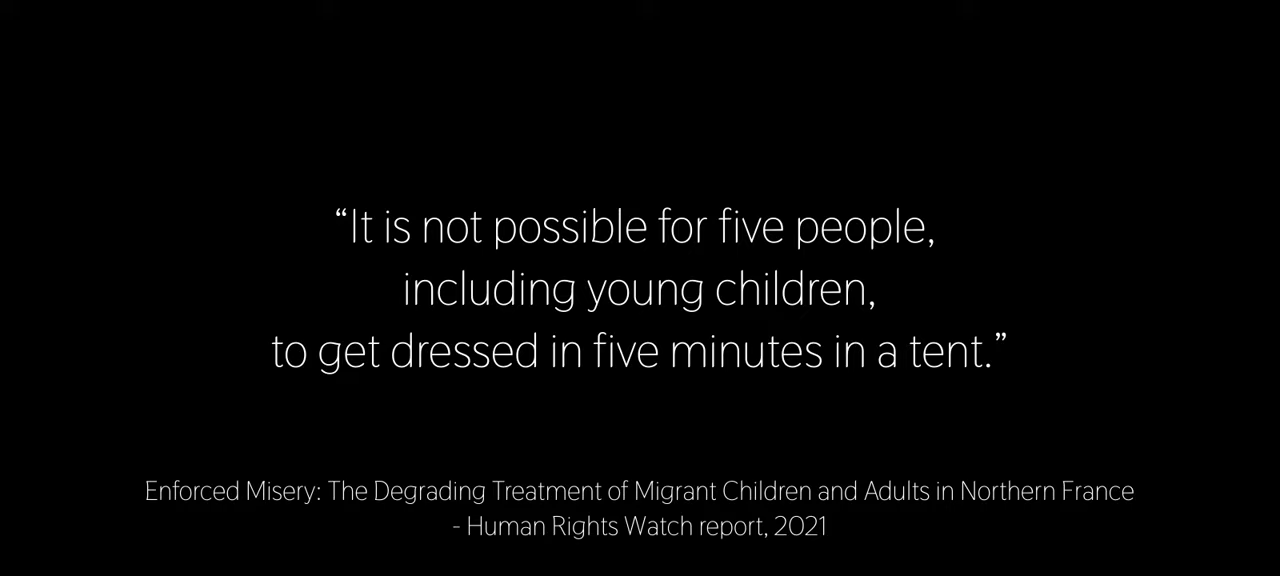 “It is not possible for five people,
including young children,
to get dressed in five minutes in a tent.”
Enforced Misery: The Degrading Treatment of Migrant Children and Adults in Northern France
- Human Rights Watch report, 2021